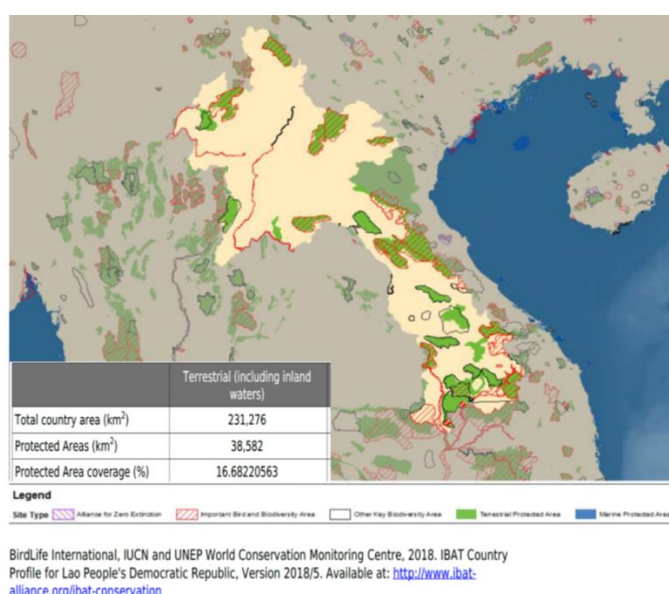 Terrestrial (including inland
waters)
Total country area (km²) 231,276
Protected Areas (km²) 38,582
Protected Area coverage (%) 16.68220563
Legend
Site Type Alliance for Zero Extinction Important Bird and Biodiversity Area Other Key Biodiversity Area Terrestrial Protected Area Marine Protected Area
BirdLife International, IUCN and UNEP World Conservation Monitoring Centre, 2018. IBAT Country
Profile for Lao People's Democratic Republic, Version 2018/5. Available at: http://www.ibat-
alliance.org/ibat-conservation